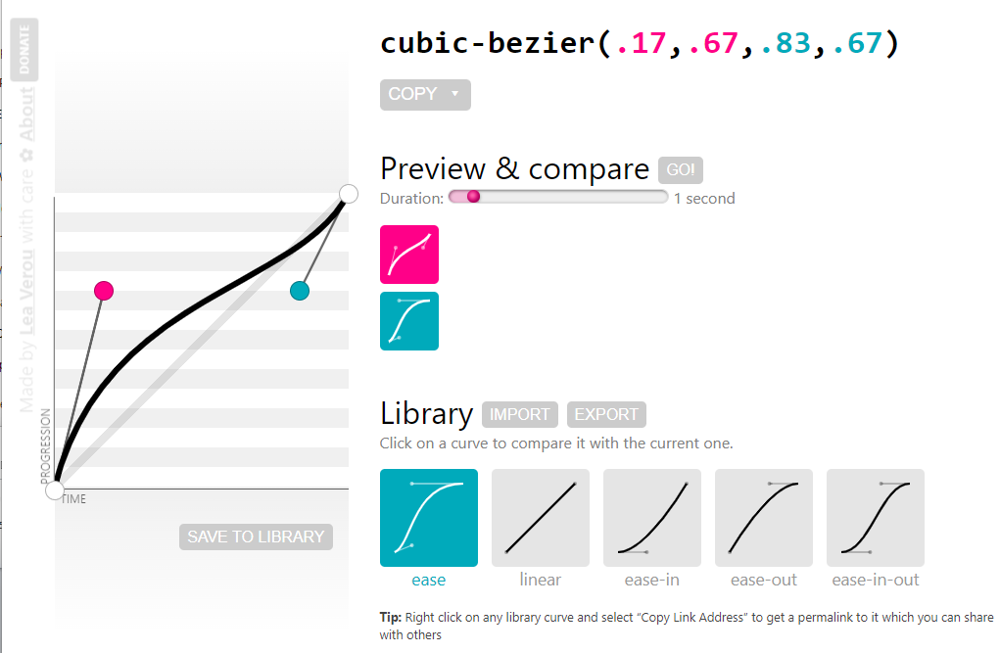 DONATE
Made by Lea Verou with care ✿ About
cubic-bezier(.17,.67,.83,.67)
COPY
Preview & compare GO!
Duration: 1 second
PROGRESSION
TIME
SAVE TO LIBRARY
Library IMPORT EXPORT
Click on a curve to compare it with the current one.
ease linear ease-in ease-out ease-in-out
Tip: Right click on any library curve and select “Copy Link Address” to get a permalink to it which you can share
with others